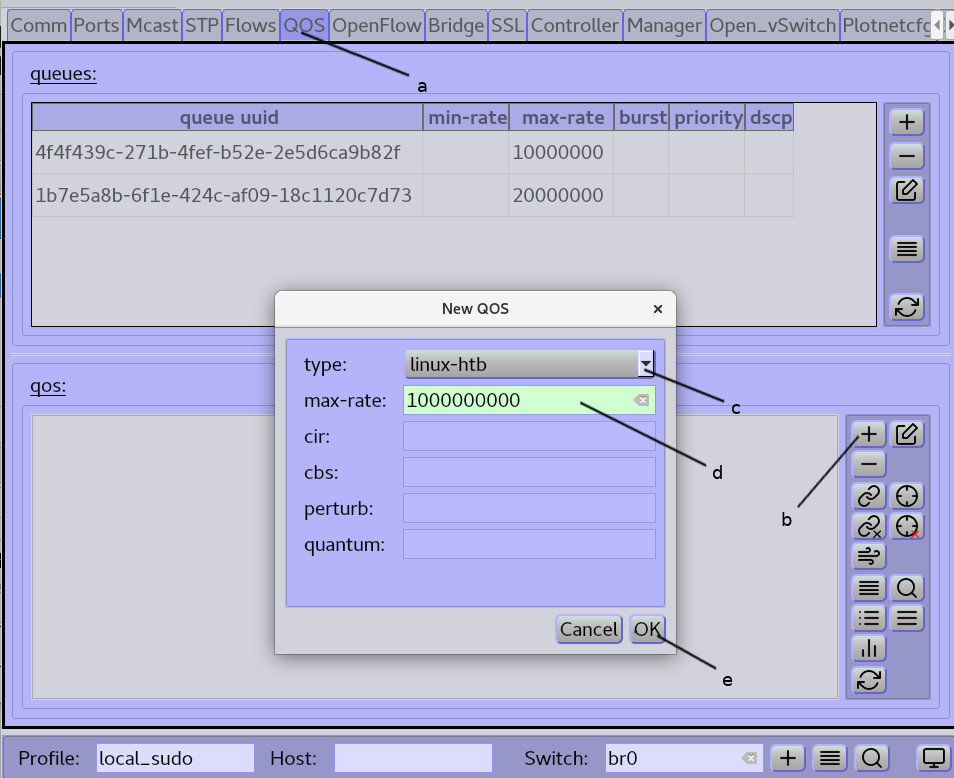 Comm Ports Mcast STP Flows QOS OpenFlow Bridge SSL Controller Manager Open_vSwitch Plotnetcfg
a
queues:
queue uuid min-rate max-rate burst priority dscp
4f4f439c-271b-4fef-b52e-2e5d6ca9b82f 10000000
1b7e5a8b-6f1e-424c-af09-18c1120c7d73 20000000
New QOS
type: linux-htb
qos:
max-rate: 1000000000
c
cir:
cbs:
d
perturb:
b
quantum:
Cancel OK
e
Profile: local_sudo Host: Switch: br0